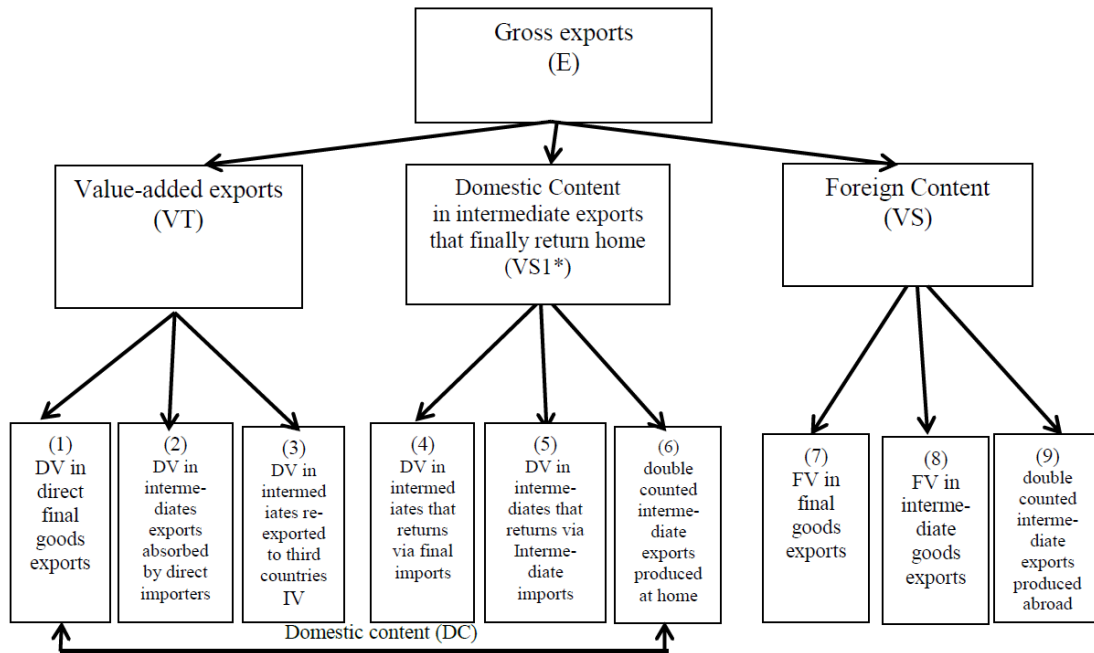 Gross exports
(E)
Value-added exports
(VT)
Domestic Content
in intermediate exports
that finally return home
(VS1*)
Foreign Content
(VS)
(1)
DV in
direct
final
goods
exports
(2)
DV in
interme-
diates
exports
absorbed
by direct
importers
(3)
DV in
intermed
iates re-
exported
to third
countries
IV
(4)
DV in
intermed
iates that
returns
via final
imports
(5)
DV in
interme-
diates that
returns via
Interme-
diate
imports
(6)
double
counted
interme-
diate
exports
produced
at home
(7)
FV in
final
goods
exports
(8)
FV in
interme-
diate
goods
exports
(9)
double
counted
interme-
diate
exports
produced
abroad
Domestic content (DC)